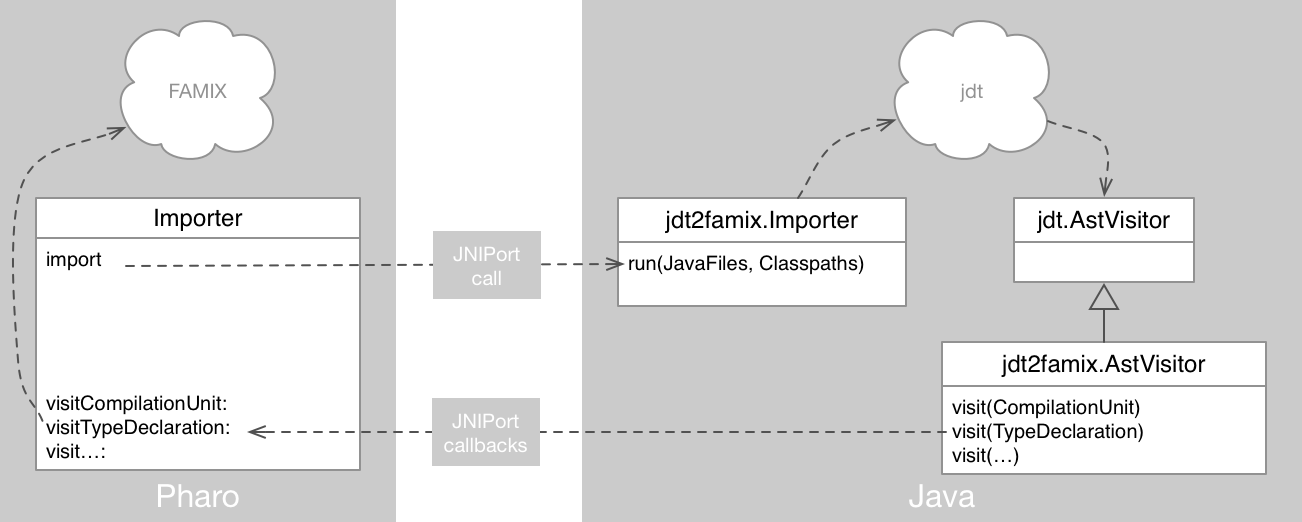 FAMIX
jdt
Importer
import
visitCompilationUnit:
visitTypeDeclaration:
visit...:
JNIPort
call
JNIPort
callbacks
jdt2famix.Importer
run(JavaFiles, Classpaths)
jdt.AstVisitor
jdt2famix.AstVisitor
visit(CompilationUnit)
visit(TypeDeclaration)
visit(...)
Pharo
Java